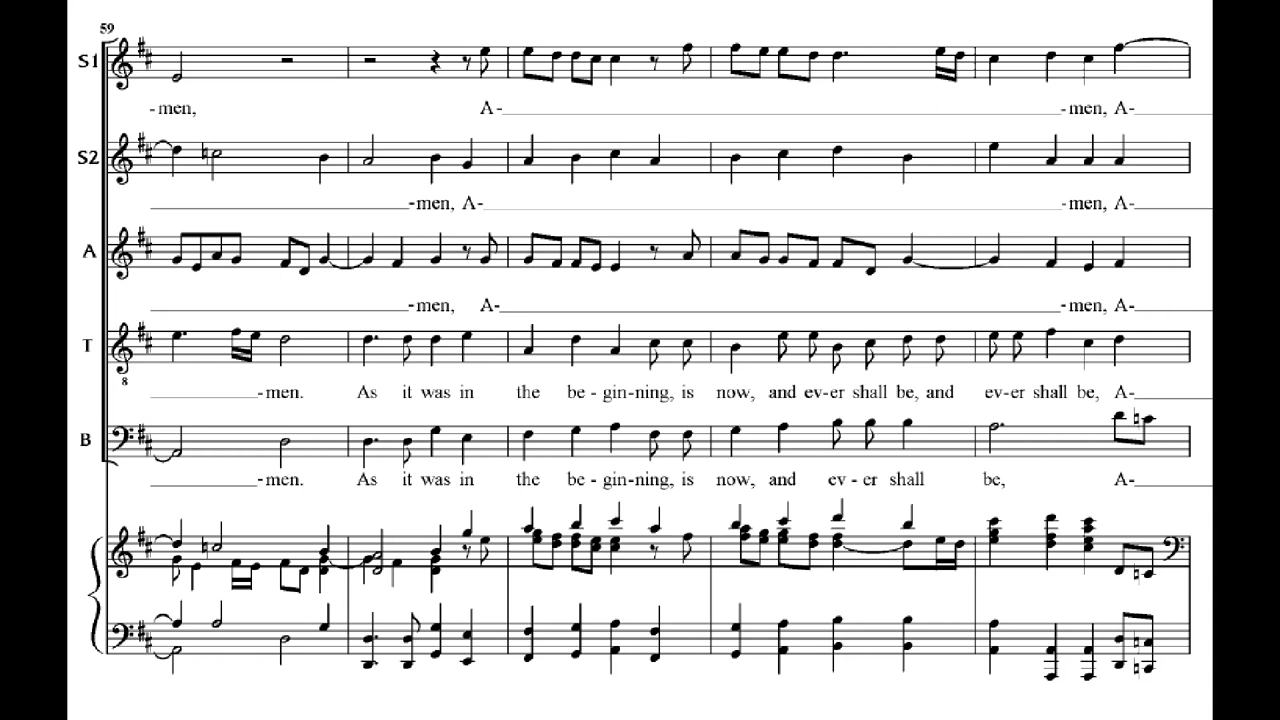 59
S1
-men, A- -men, A-
S2
-men, A- -men, A-
A
-men, A- -men, A-
T
8
-men. As it was in the be - gin-ning, is now, and ev-er shall be, and ev-er shall be, A-
B
-men. As it was in the be - gin-ning, is now, and ev - er shall be, A-